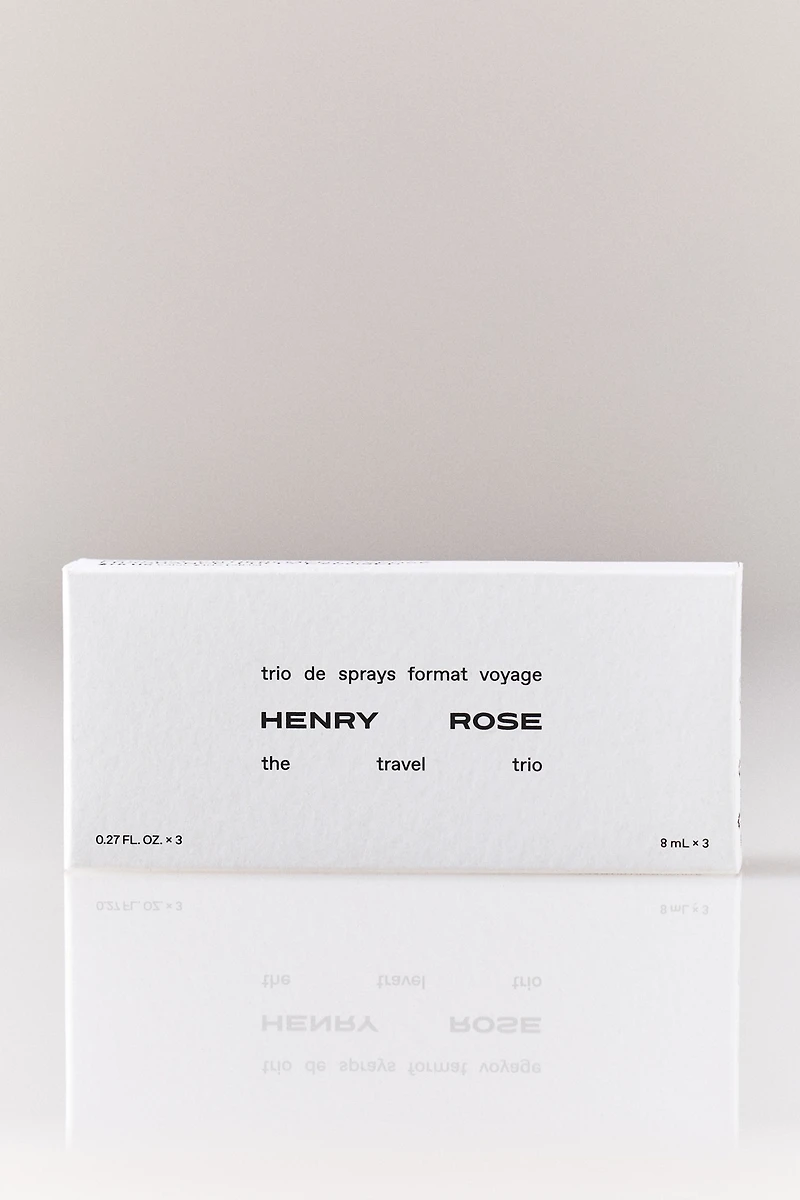 trio de sprays format voyage
HENRY ROSE
the travel trio
0.27 FL. OZ. × 3
8 mL × 3